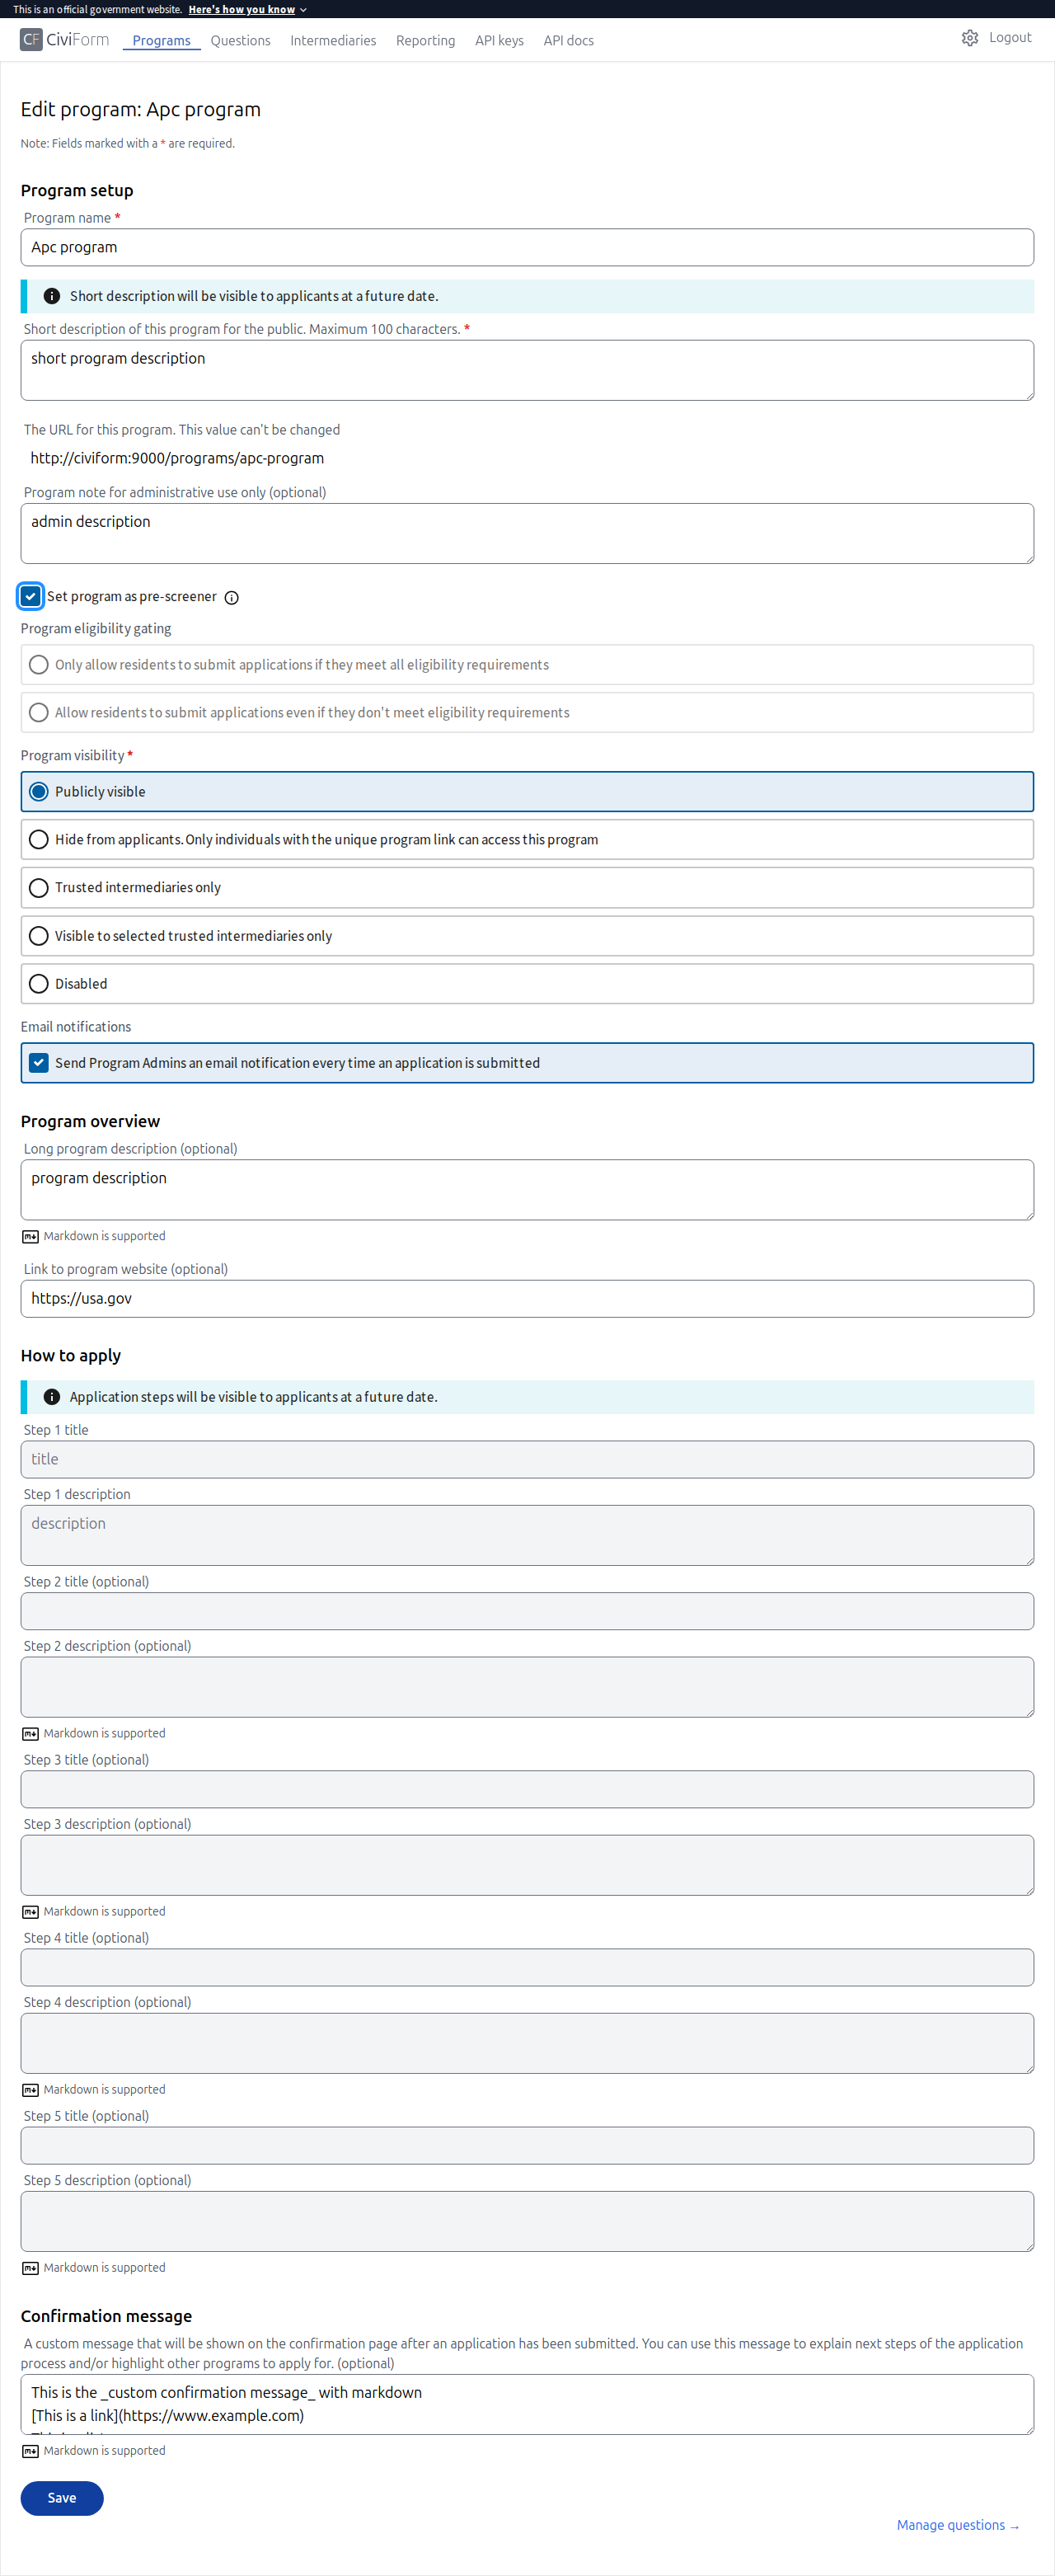 This is an official government website. Here's how you know
CF CiviForm Programs Questions Intermediaries Reporting API keys API docs Logout
Edit program: Apc program
Note: Fields marked with a * are required.
Program setup
Program name *
Apc program
Short description will be visible to applicants at a future date.
Short description of this program for the public. Maximum 100 characters. *
short program description
The URL for this program. This value can't be changed
http://civiform:9000/programs/apc-program
Program note for administrative use only (optional)
admin description
Set program as pre-screener
Program eligibility gating
Only allow residents to submit applications if they meet all eligibility requirements
Allow residents to submit applications even if they don't meet eligibility requirements
Program visibility *
Publicly visible
Hide from applicants. Only individuals with the unique program link can access this program
Trusted intermediaries only
Visible to selected trusted intermediaries only
Disabled
Email notifications
Send Program Admins an email notification every time an application is submitted
Program overview
Long program description (optional)
program description
Markdown is supported
Link to program website (optional)
https://usa.gov
How to apply
Application steps will be visible to applicants at a future date.
Step 1 title
title
Step 1 description
description
Step 2 title (optional)
Step 2 description (optional)
Markdown is supported
Step 3 title (optional)
Step 3 description (optional)
Markdown is supported
Step 4 title (optional)
Step 4 description (optional)
Markdown is supported
Step 5 title (optional)
Step 5 description (optional)
Markdown is supported
Confirmation message
A custom message that will be shown on the confirmation page after an application has been submitted. You can use this message to explain next steps of the application
process and/or highlight other programs to apply for. (optional)
This is the _custom confirmation message_ with markdown
[This is a link](https://www.example.com)
Markdown is supported
Save
Manage questions →